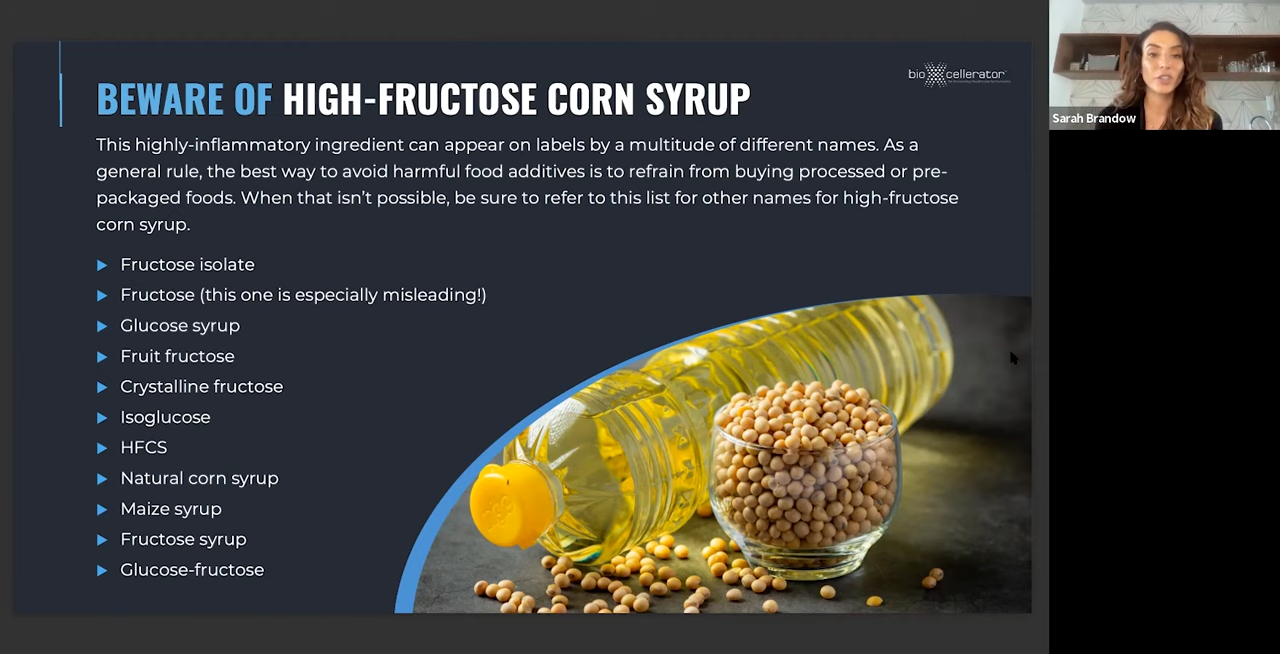 bio cellerator
BEWARE OF HIGH-FRUCTOSE CORN SYRUP
This highly-inflammatory ingredient can appear on labels by a multitude of different names. As a
general rule, the best way to avoid harmful food additives is to refrain from buying processed or pre-
packaged foods. When that isn’t possible, be sure to refer to this list for other names for high-fructose
corn syrup.
Fructose isolate
Fructose (this one is especially misleading!)
Glucose syrup
Fruit fructose
Crystalline fructose
Isoglucose
HFCS
Natural corn syrup
Maize syrup
Fructose syrup
Glucose-fructose
Sarah Brandow